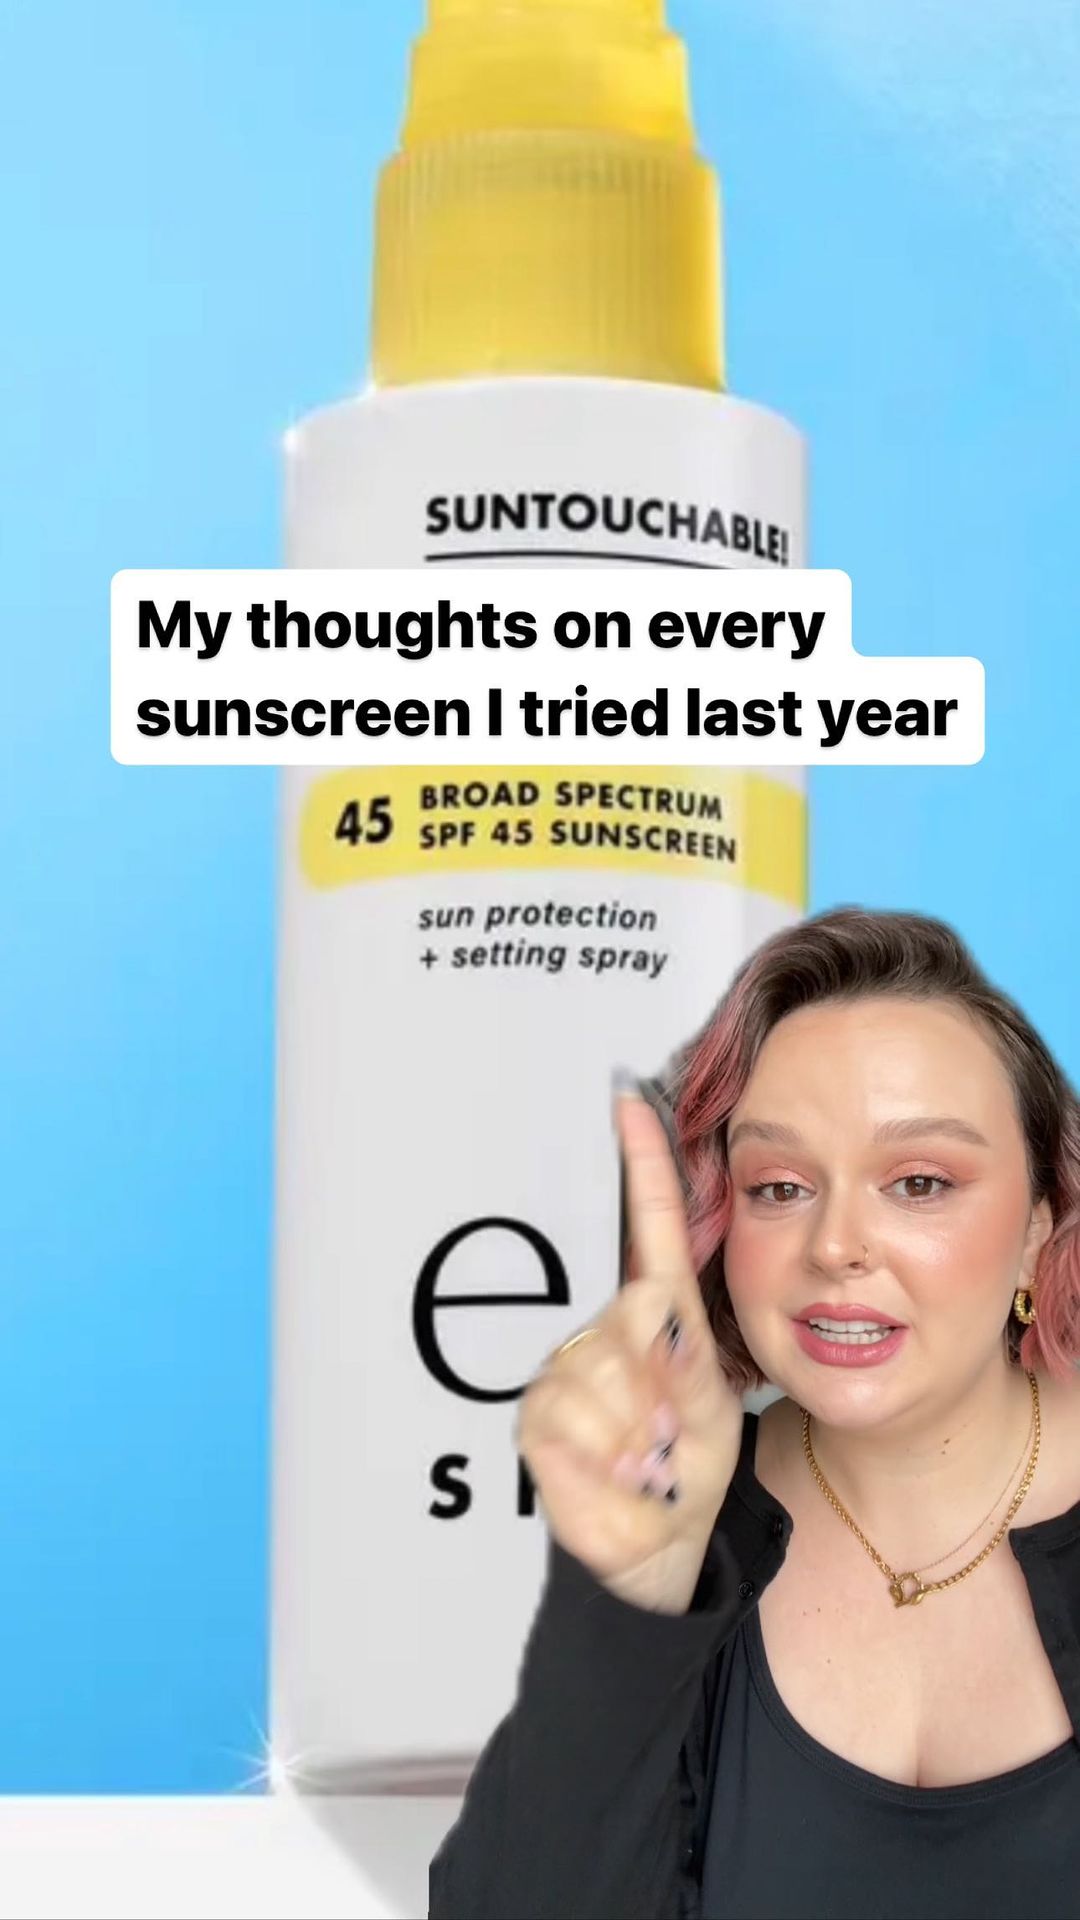 SUNTOUCHABLE!
My thoughts on every
sunscreen I tried last year
45 BROAD SPECTRUM
SPF 45 SUNSCREEN
sun protection
+ setting spray
e
S